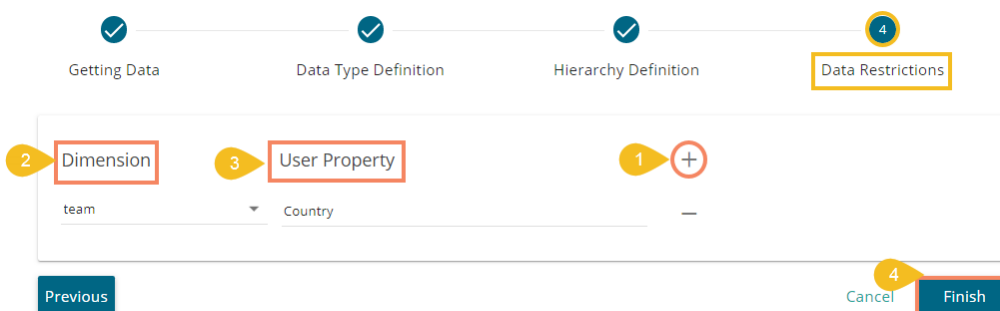 4
Getting Data Data Type Definition Hierarchy Definition Data Restrictions
2 Dimension 3 User Property 1 +
team Country −
4
Previous Cancel Finish